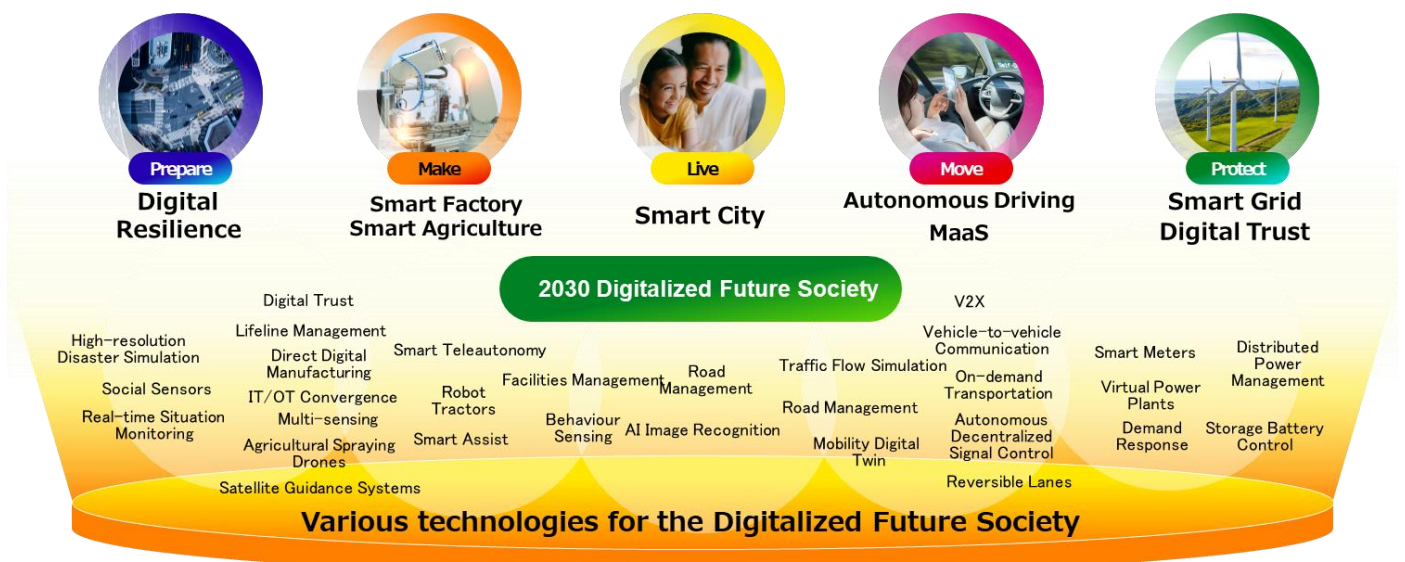 Prepare
Digital
Resilience
Make
Smart Factory
Smart Agriculture
Live
Smart City
Move
Autonomous Driving
MaaS
Protect
Smart Grid
Digital Trust
2030 Digitalized Future Society
High-resolution
Disaster Simulation
Social Sensors
Real-time Situation
Monitoring
Digital Trust
Lifeline Management
Direct Digital
Manufacturing
IT/OT Convergence
Multi-sensing
Agricultural Spraying
Drones
Satellite Guidance Systems
Smart Teleautonomy
Robot
Tractors
Smart Assist
Facilities Management
Behaviour
Sensing
Road
Management
AI Image Recognition
Traffic Flow Simulation
Road Management
Mobility Digital
Twin
V2X
Vehicle-to-vehicle
Communication
On-demand
Transportation
Autonomous
Decentralized
Signal Control
Reversible Lanes
Smart Meters
Virtual Power
Plants
Demand
Response
Distributed
Power
Management
Storage Battery
Control
Various technologies for the Digitalized Future Society